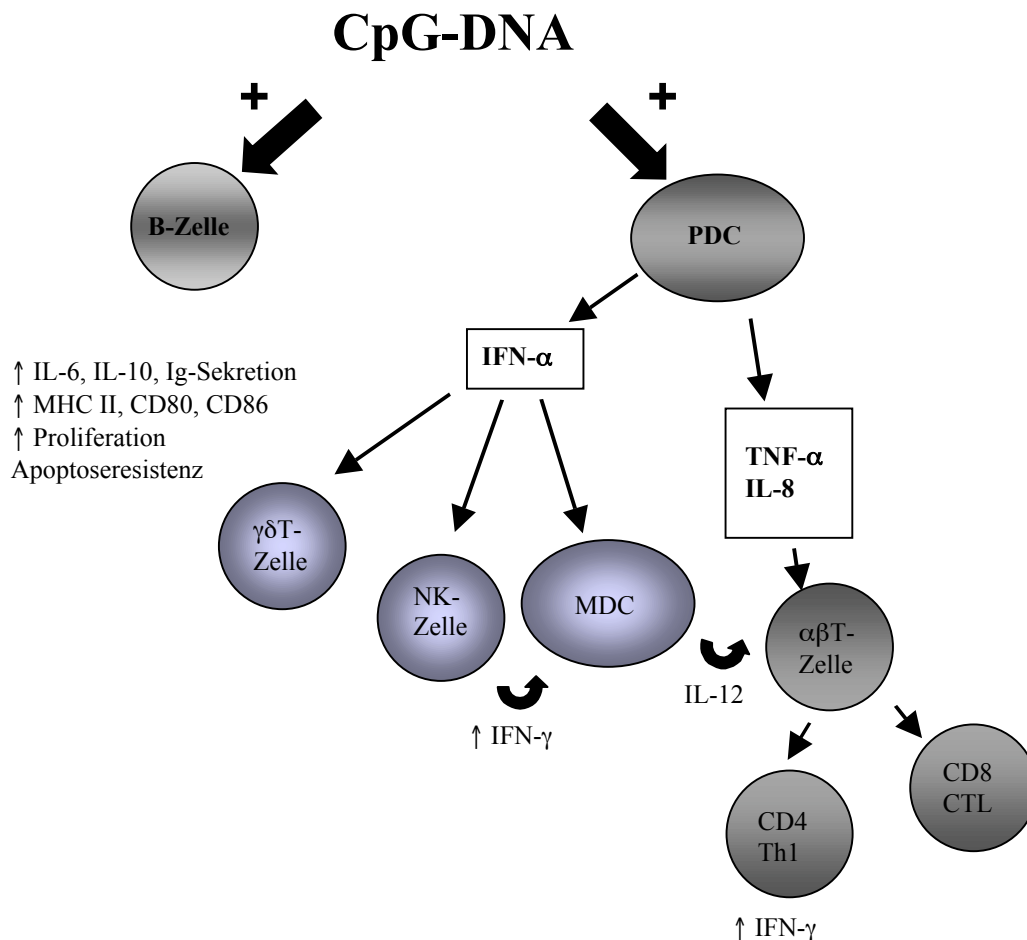 CpG-DNA
+
+
B-Zelle
PDC
IFN-α
↑ IL-6, IL-10, Ig-Sekretion
↑ MHC II, CD80, CD86
↑ Proliferation
Apoptoseresistenz
TNF-α
IL-8
γδT-
Zelle
NK-
Zelle
MDC
αβT-
Zelle
IL-12
↑ IFN-γ
CD4
Th1
CD8
CTL
↑ IFN-γ